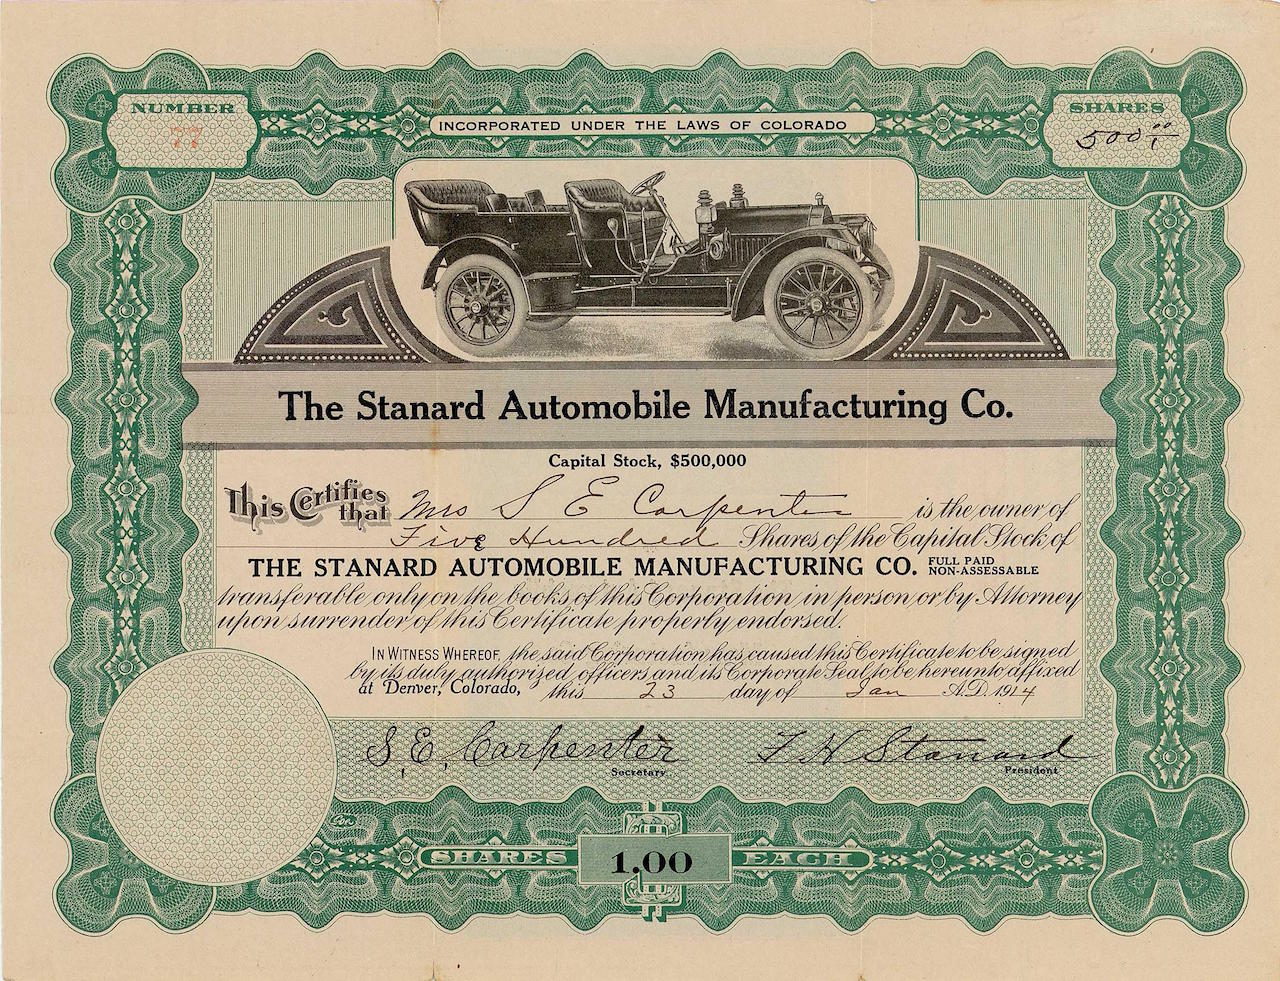 NUMBER
77
INCORPORATED UNDER THE LAWS OF COLORADO
SHARES
500.00
The Stanard Automobile Manufacturing Co.
Capital Stock, $500,000
This Certifies that Mrs S E Carpenter is the owner of
Five Hundred Shares of the Capital Stock of
THE STANARD AUTOMOBILE MANUFACTURING CO. FULL PAID NON-ASSESSABLE
transferable only on the books of this Corporation in person or by Attorney
upon surrender of this Certificate properly endorsed.
IN WITNESS WHEREOF, the said Corporation has caused this Certificate to be signed
by its duly authorized officers and its Corporate Seal to be hereunto affixed
at Denver, Colorado, this 23 day of Jan A.D. 1914
S. E. Carpenter
F H Stanard
Secretary.
President
SHARES 1.00 EACH